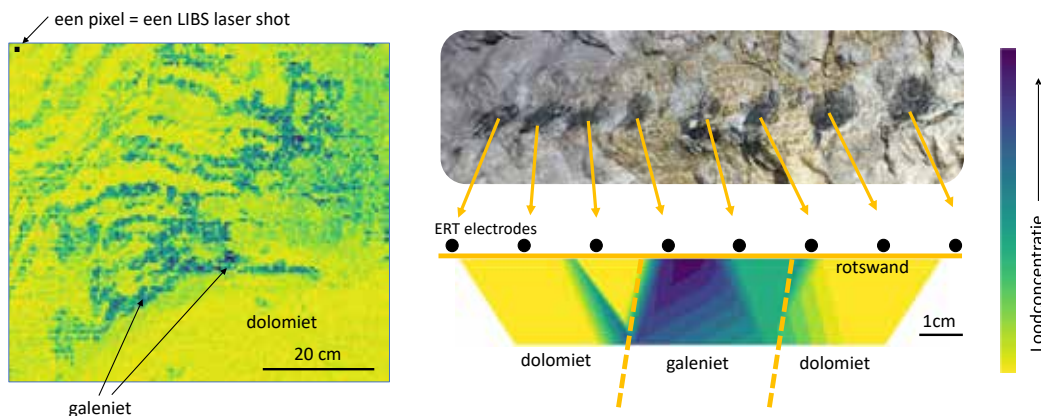 een pixel = een LIBS laser shot
dolomiet
20 cm
galeniet
ERT electrodes
rotswand
1cm
dolomiet
galeniet
dolomiet
Loodconcentratie